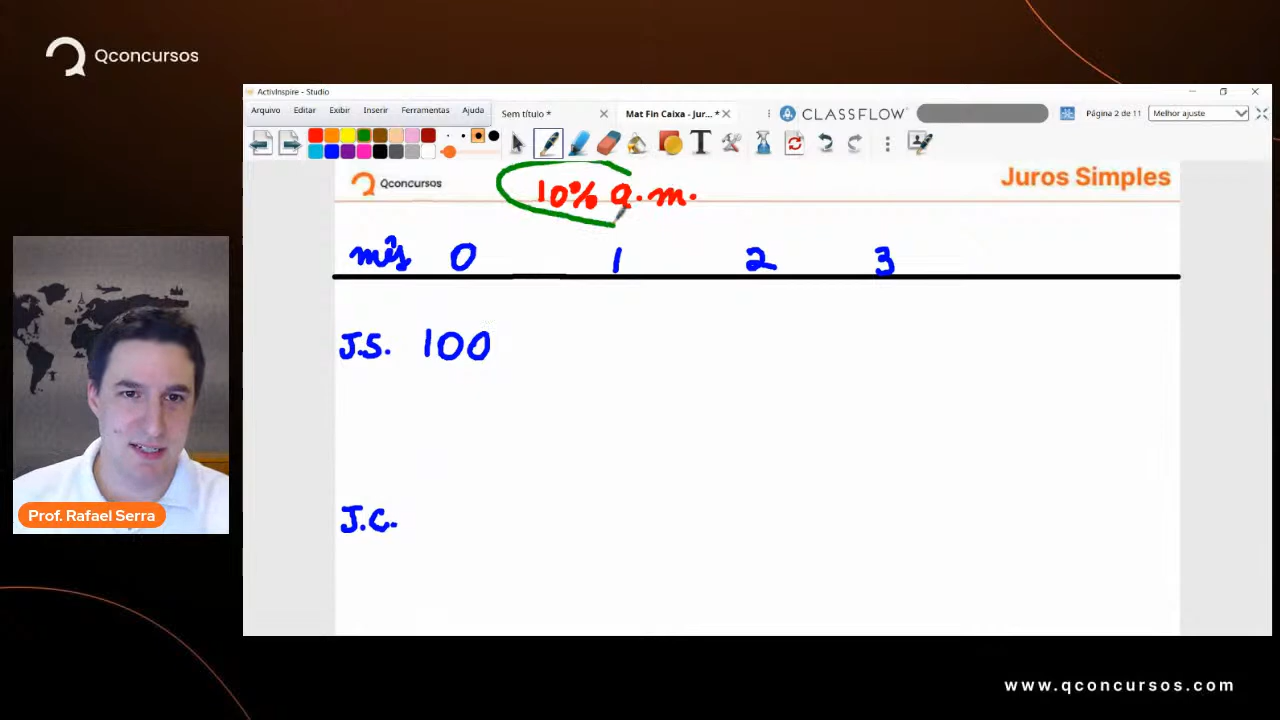 Qconcursos
ActivInspire - Studio
Arquivo Editar Exibir Inserir Ferramentas Ajuda
Sem título *
Mat Fin Caixa - Jur... *
CLASSFLOW
Página 2 de 11
Melhor ajuste
Qconcursos
10% a.m.
Juros Simples
mês 0 1 2 3
J.S. 100
J.C.
Prof. Rafael Serra
www.qconcursos.com